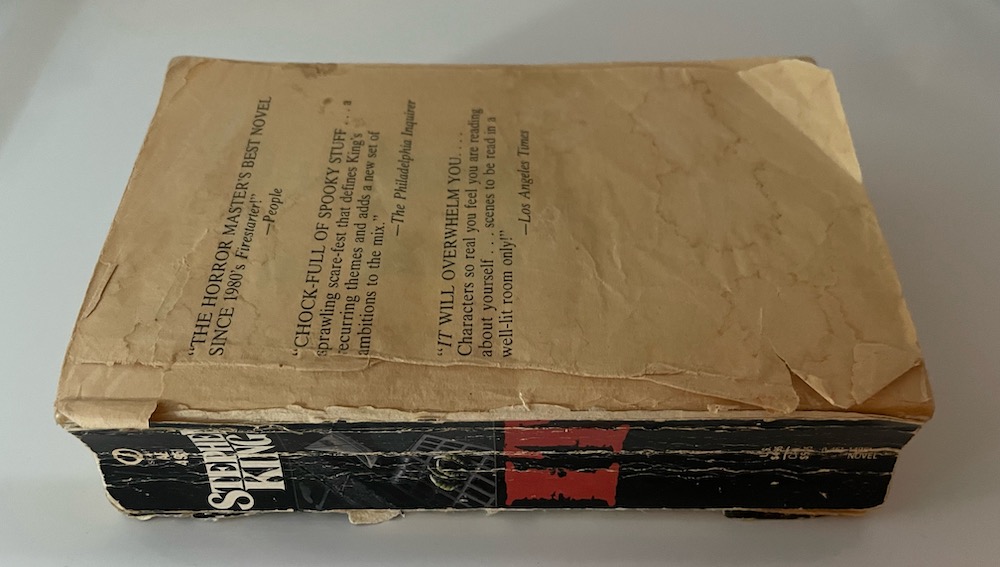 "THE HORROR MASTER'S BEST NOVEL
SINCE 1980's Firestarter!"
—People
"CHOCK-FULL OF SPOOKY STUFF . . . a
sprawling scare-fest that defines King's
recurring themes and adds a new set of
ambitions to the mix."
—The Philadelphia Inquirer
"IT WILL OVERWHELM YOU. . . .
Characters so real you feel you are reading
about yourself . . . scenes to be read in a
well-lit room only!"
—Los Angeles Times
STEPHE
KING
IT
NOVEL